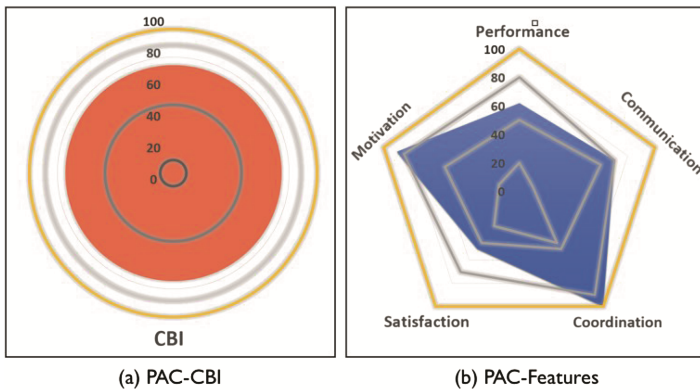 100
80
60
40
20
0
CBI
(a) PAC-CBI
Performance
100
80
60
40
20
0
Motivation
Communication
Satisfaction
Coordination
(b) PAC-Features